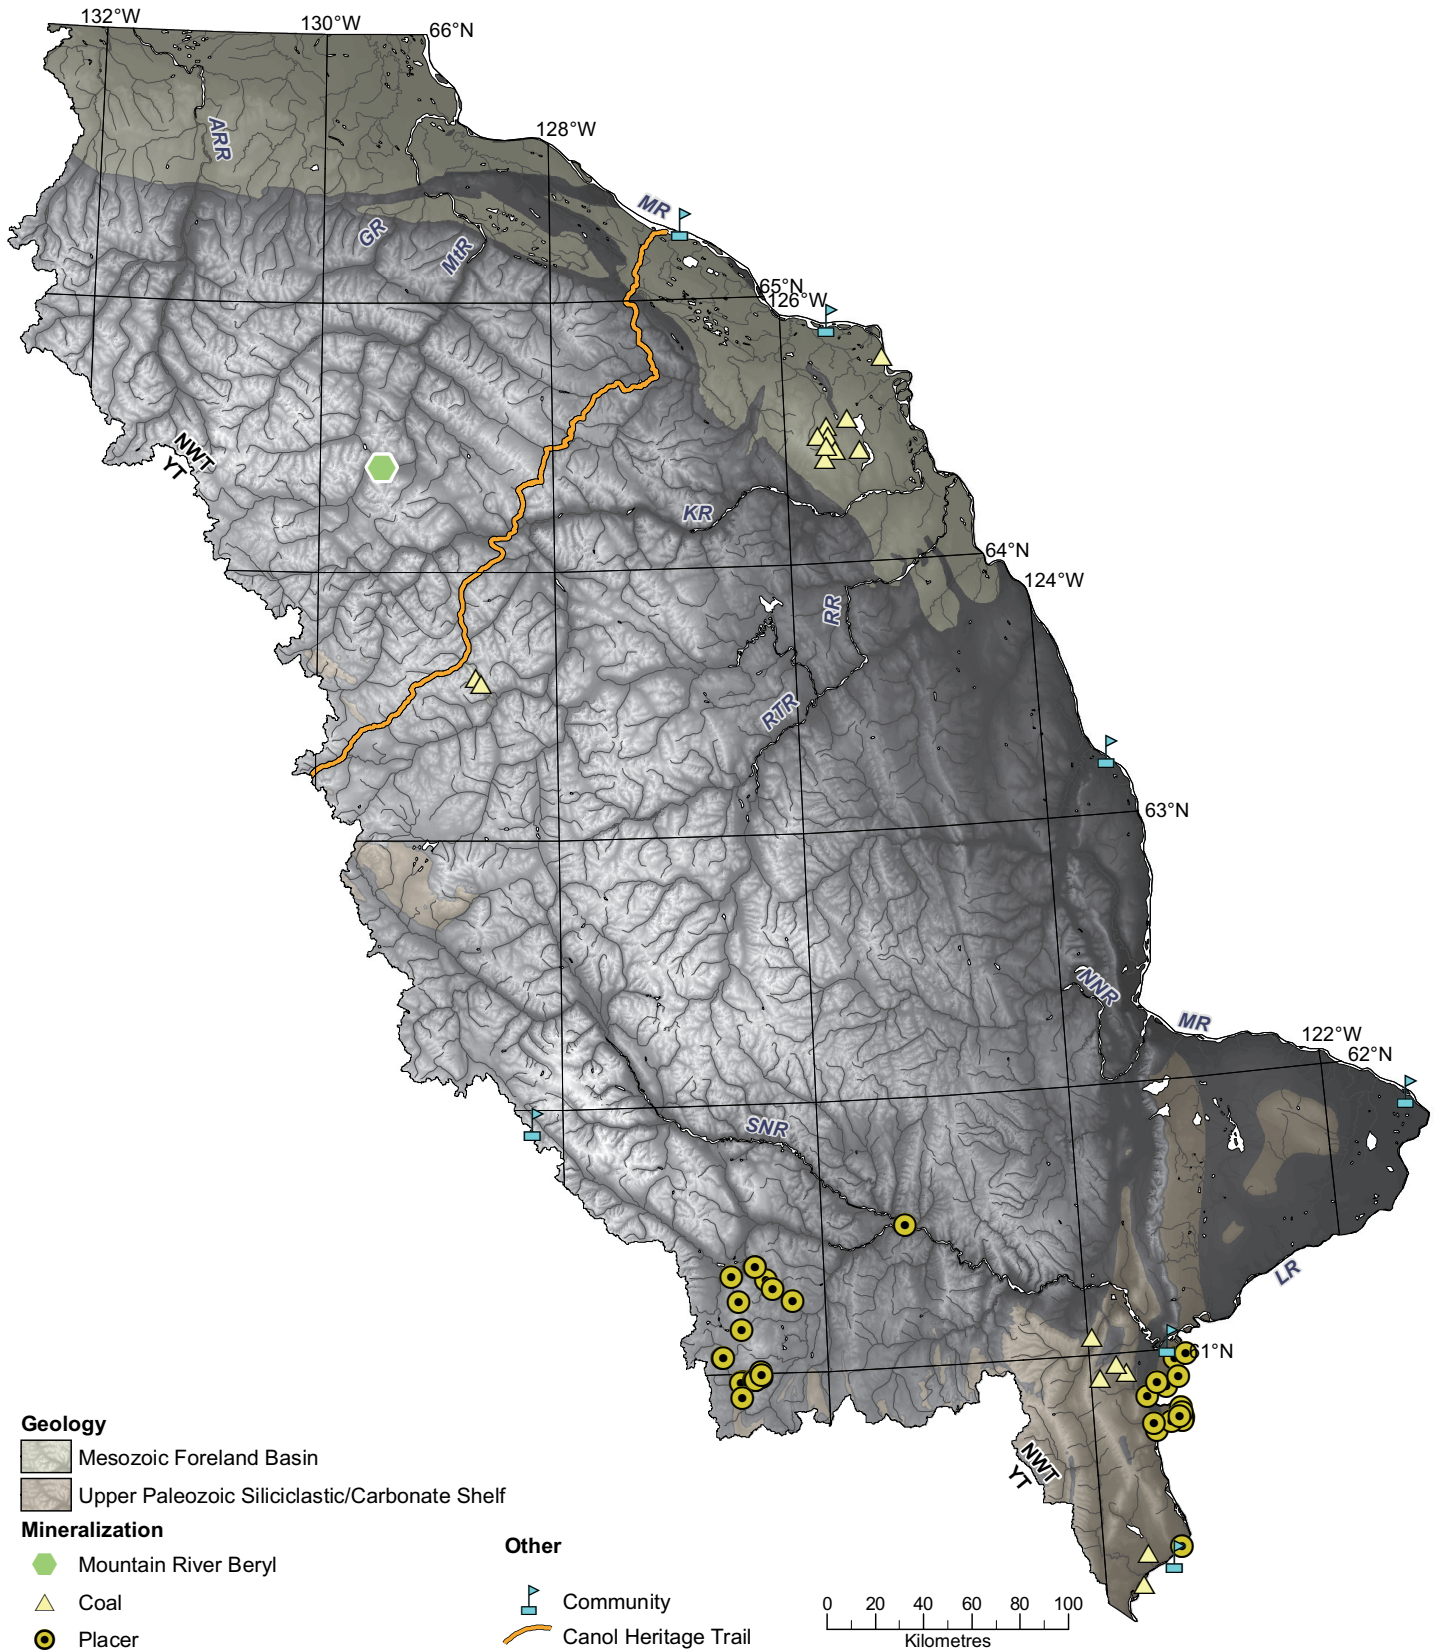 132°W
130°W
66°N
128°W
ARR
MR
GR
MtR
65°N
126°W
NWT
YT
KR
64°N
124°W
RR
RTR
63°N
NNR
MR
122°W
62°N
SNR
LR
61°N
NWT
YT
Geology
Mesozoic Foreland Basin
Upper Paleozoic Siliciclastic/Carbonate Shelf
Mineralization
Mountain River Beryl
Coal
Placer
Other
Community
Canol Heritage Trail
0 20 40 60 80 100
Kilometres